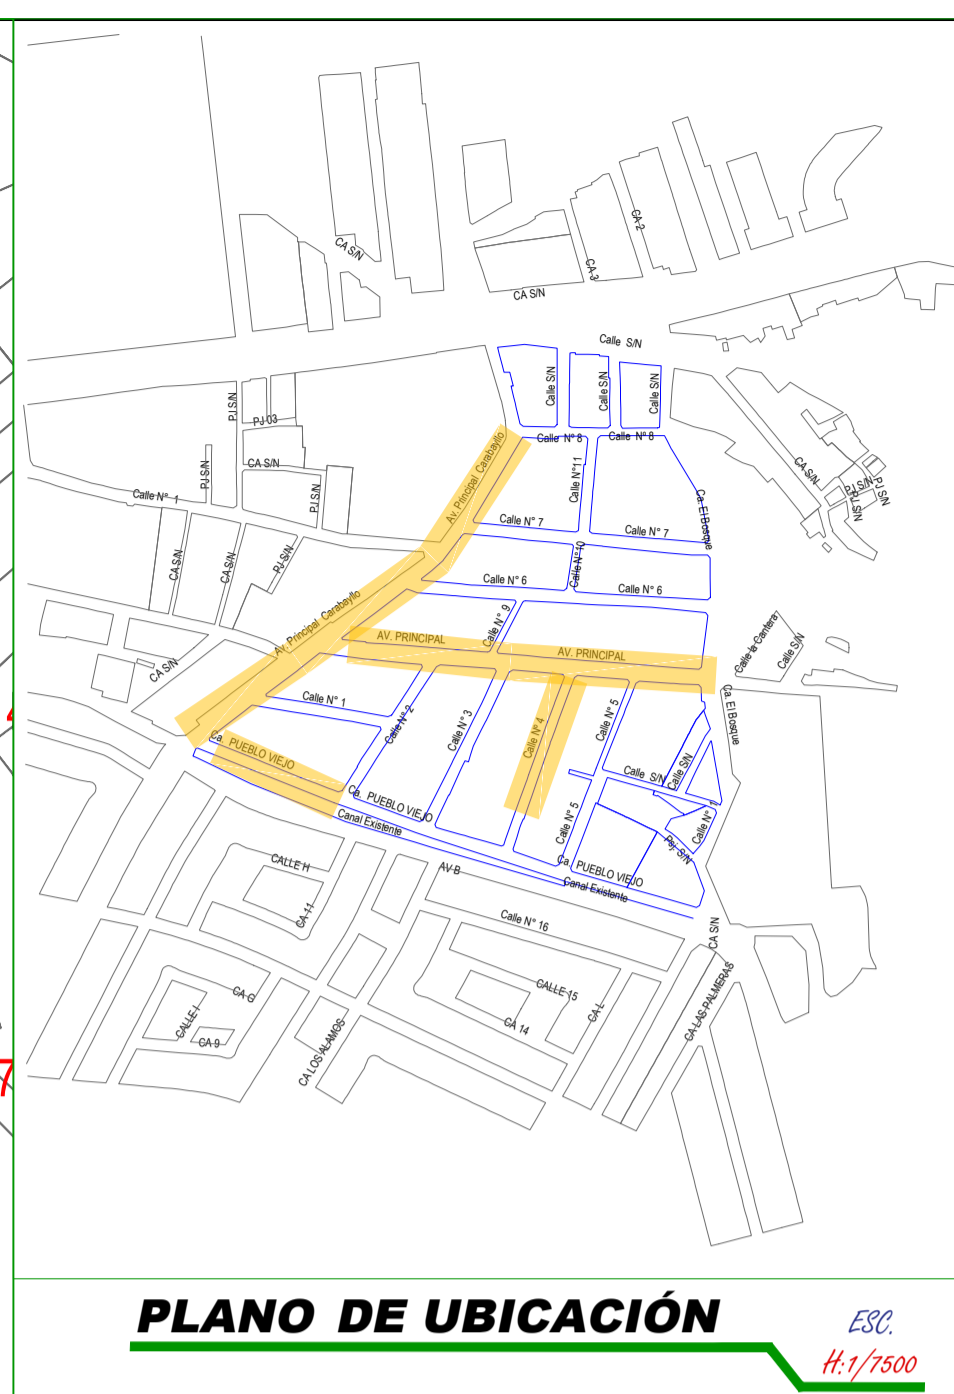 CA S/N
CA-2
CA-3
CA S/N
Calle S/N
Calle S/N
Calle S/N
Calle S/N
PJ S/N
PJ 03
Calle N° 8
Calle N° 8
Av. Principal Carabayllo
CA S/N
PJ S/N
Calle N°11
CA S/N
PJ S/N
PJ S/N
Calle N° 1
PJ S/N
Ca. El Bosque
Calle N° 7
Calle N° 7
CA S/N
CA S/N
PJ S/N
Calle N°10
Calle N° 6
Calle N° 6
Av. Principal Carabayllo
Calle N° 9
AV. PRINCIPAL
AV. PRINCIPAL
Calle la Cantera
Calle S/N
CA S/N
Calle N° 1
Calle N° 2
Calle N° 3
Calle N° 4
Calle N° 5
Ca. El Bosque
Ca. PUEBLO VIEJO
Calle S/N
Calle S/N
Ca. PUEBLO VIEJO
Canal Existente
Calle N° 5
Calle N° 1
Psj. S/N
CALLE H
AV B
Ca. PUEBLO VIEJO
Canal Existente
CA 11
Calle N° 16
CA S/N
CA G
CALLE 15
CALLE I
CA 9
CA 14
CA L
CA LAS PALMERAS
CA LOS ALAMOS
7
PLANO DE UBICACIÓN
ESC.
H:1/7500